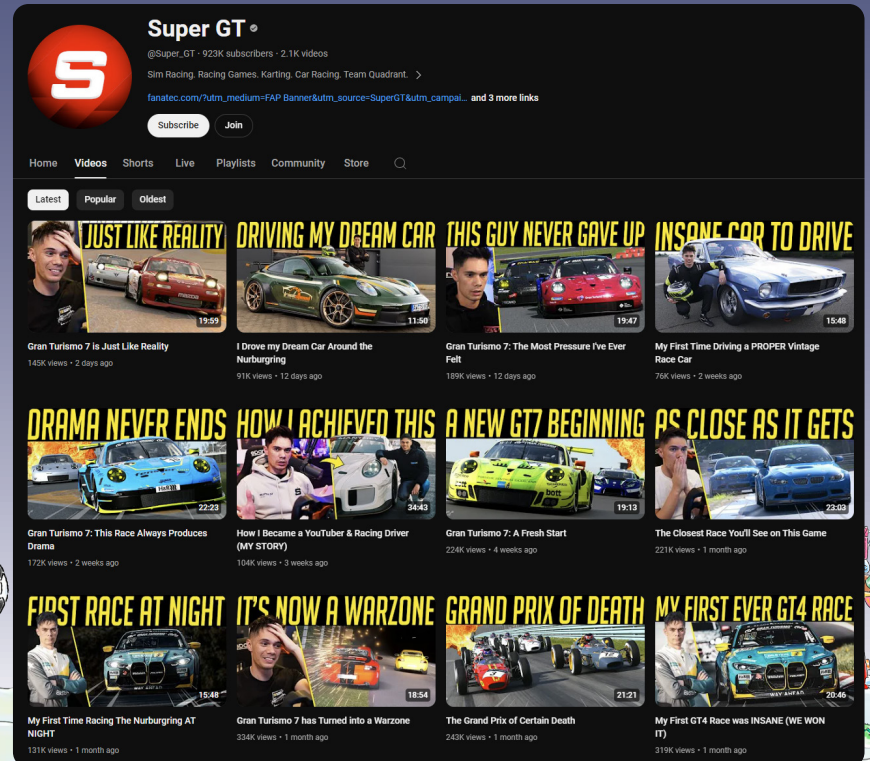 S
Super GT
@Super_GT · 923K subscribers · 2.1K videos
Sim Racing. Racing Games. Karting. Car Racing. Team Quadrant.
fanatec.com/?utm_medium=FAP Banner&utm_source=SuperGT&utm_campai... and 3 more links
Subscribe Join
Home Videos Shorts Live Playlists Community Store
Latest Popular Oldest
JUST LIKE REALITY
19:59
Gran Turismo 7 is Just Like Reality
145K views • 2 days ago
DRIVING MY DREAM CAR
11:50
I Drove my Dream Car Around the
Nurburgring
91K views • 12 days ago
THIS GUY NEVER GAVE UP
19:47
Gran Turismo 7: The Most Pressure I've Ever
Felt
189K views • 12 days ago
INSANE CAR TO DRIVE
15:48
My First Time Driving a PROPER Vintage
Race Car
76K views • 2 weeks ago
DRAMA NEVER ENDS
22:23
Gran Turismo 7: This Race Always Produces
Drama
172K views • 2 weeks ago
HOW I ACHIEVED THIS
34:43
How I Became a YouTuber & Racing Driver
(MY STORY)
104K views • 3 weeks ago
A NEW GT7 BEGINNING
bott
19:13
Gran Turismo 7: A Fresh Start
224K views • 4 weeks ago
AS CLOSE AS IT GETS
23:03
The Closest Race You'll See on This Game
221K views • 1 month ago
FIRST RACE AT NIGHT
WAY AHEAD
15:48
My First Time Racing The Nurburgring AT
NIGHT
131K views • 1 month ago
IT'S NOW A WARZONE
18:54
Gran Turismo 7 has Turned into a Warzone
334K views • 1 month ago
GRAND PRIX OF DEATH
21:21
The Grand Prix of Certain Death
243K views • 1 month ago
MY FIRST EVER GT4 RACE
WAY AHEAD
20:46
My First GT4 Race was INSANE (WE WON
IT)
319K views • 1 month ago